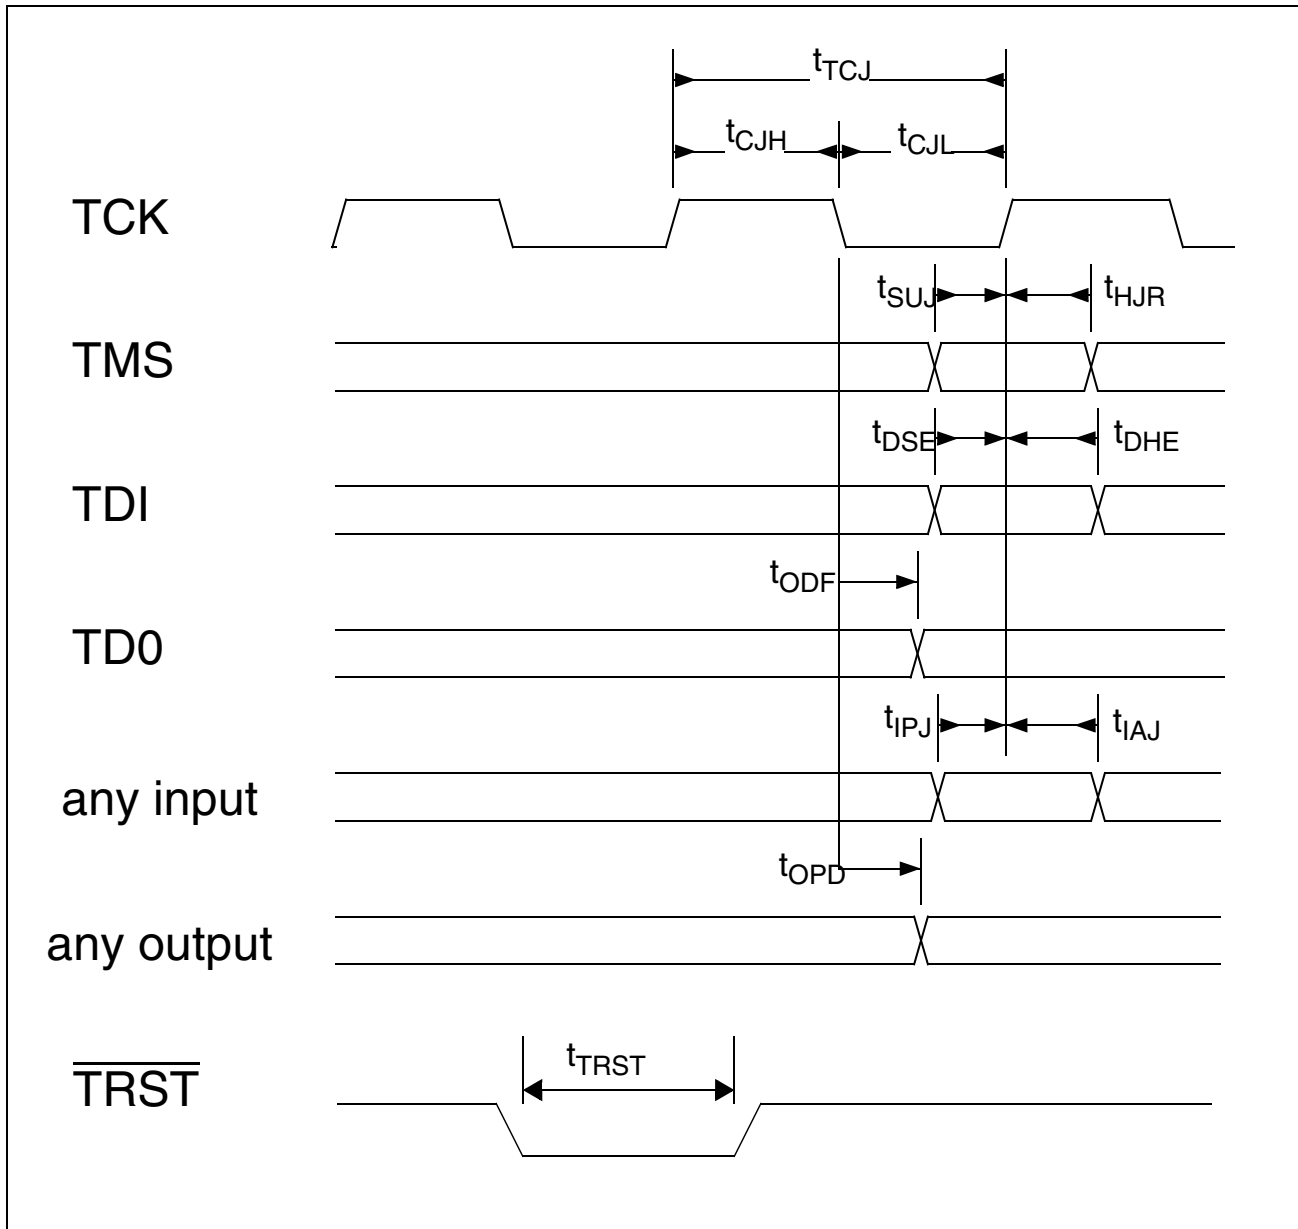 tTCJ
tCJH tCJL
TCK
tSUJ tHJR
TMS
tDSE tDHE
TDI
tODF
TD0
tIPJ tIAJ
any input
tOPD
any output
tTRST
TRST